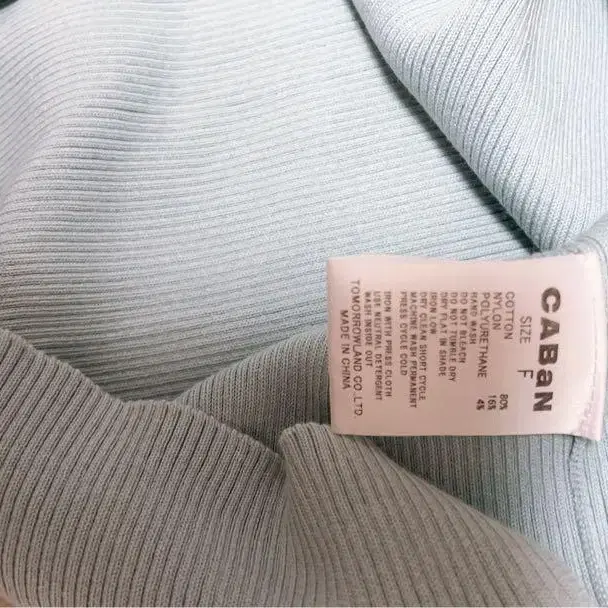 CABaN
SIZE F
COTTON 80%
NYLON 16%
POLYURETHANE 4%
HAND WASH
DO NOT BLEACH
DO NOT TUMBLE DRY
DRY FLAT IN SHADE
IRON LOW
DRY CLEAN SHORT CYCLE
MACHINE WASH PERMANENT
PRESS CYCLE COLD
IRON WITH PRESS CLOTH
USE NEUTRAL DETERGENT
WASH INSIDE OUT
TOMORROWLAND CO.,LTD.
MADE IN CHINA